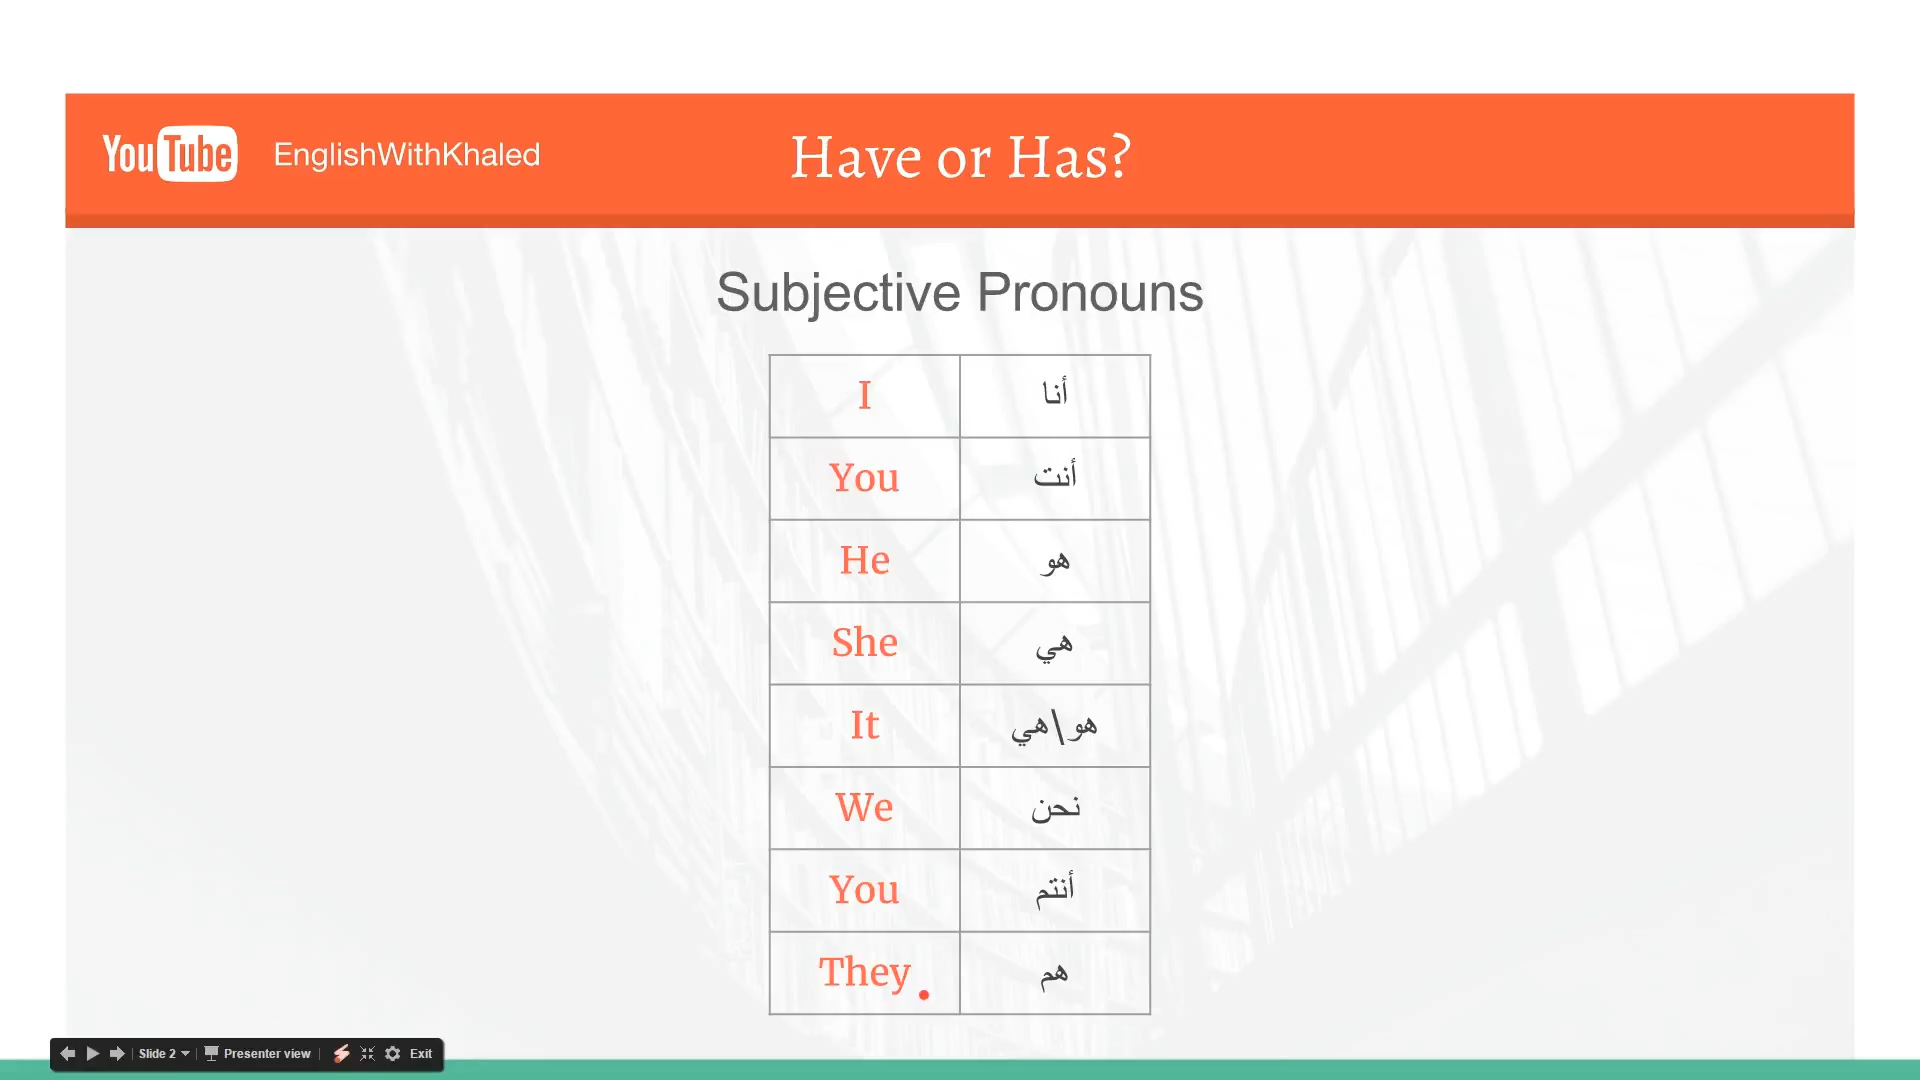 YouTube EnglishWithKhaled Have or Has?
Subjective Pronouns
I أنا
You أنت
He هو
She هي
It هو\هي
We نحن
You أنتم
They هم
Slide 2 Presenter view Exit